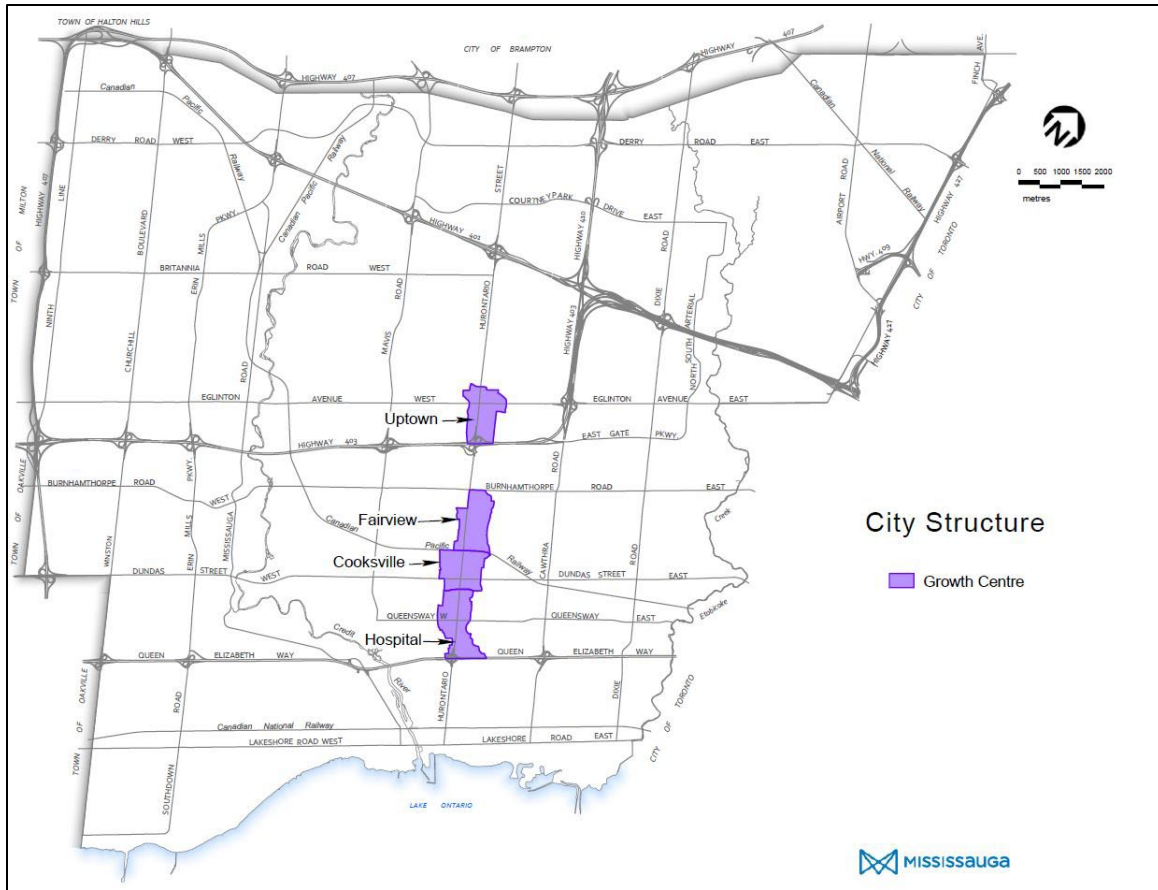 TOWN OF HALTON HILLS
CITY OF BRAMPTON
HIGHWAY 407
FINCH AVE.
HIGHWAY 407
Canadian Pacific Railway
Canadian National Railway
Canadian Pacific Railway
DERRY ROAD WEST
DERRY ROAD EAST
0 500 1000 1500 2000
metres
TOWN OF MILTON
HIGHWAY 407
NINTH LINE
WINSTON CHURCHILL BOULEVARD
ERIN MILLS PKWY
MISSISSAUGA ROAD
MAVIS ROAD
HURONTARIO STREET
COURTNEYPARK DRIVE EAST
HIGHWAY 401
HIGHWAY 410
HIGHWAY 403
DIXIE ROAD
NORTH SOUTH ARTERIAL
AIRPORT ROAD
HWY. 409
HIGHWAY 427
CITY OF TORONTO
HIGHWAY 427
BRITANNIA ROAD WEST
EGLINTON AVENUE WEST
EGLINTON AVENUE EAST
Uptown
HIGHWAY 403
EAST GATE PKWY.
TOWN OF OAKVILLE
BURNHAMTHORPE ROAD WEST
BURNHAMTHORPE ROAD EAST
ERIN MILLS PKWY.
Fairview
Canadian Pacific Railway
Cooksville
CAWTHRA ROAD
Creek
Etobicoke
City Structure
Growth Centre
DUNDAS STREET WEST
DUNDAS STREET EAST
QUEENSWAY W
QUEENSWAY EAST
Hospital
Credit River
QUEEN ELIZABETH WAY
QUEEN ELIZABETH WAY
TOWN OF OAKVILLE
SOUTHDOWN ROAD
HURONTARIO
DIXIE ROAD
CITY OF TORONTO
Canadian National Railway
LAKESHORE ROAD WEST
LAKESHORE ROAD EAST
LAKE ONTARIO
MISSISSAUGA